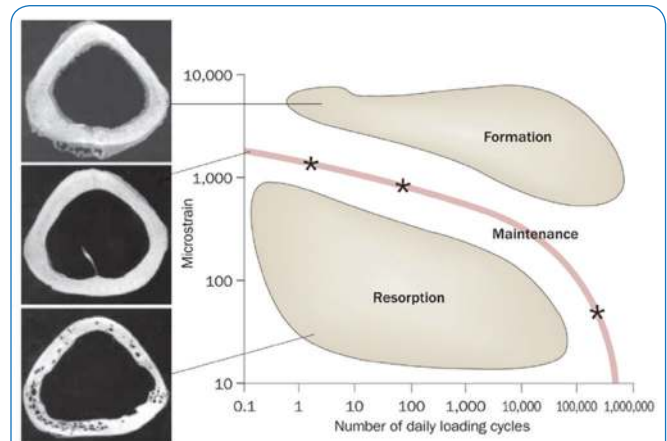 10,000
Formation
1,000
Microstrain
Maintenance
100
Resorption
10
0.1 1 10 100 1,000 10,000 100,000 1,000,000
Number of daily loading cycles